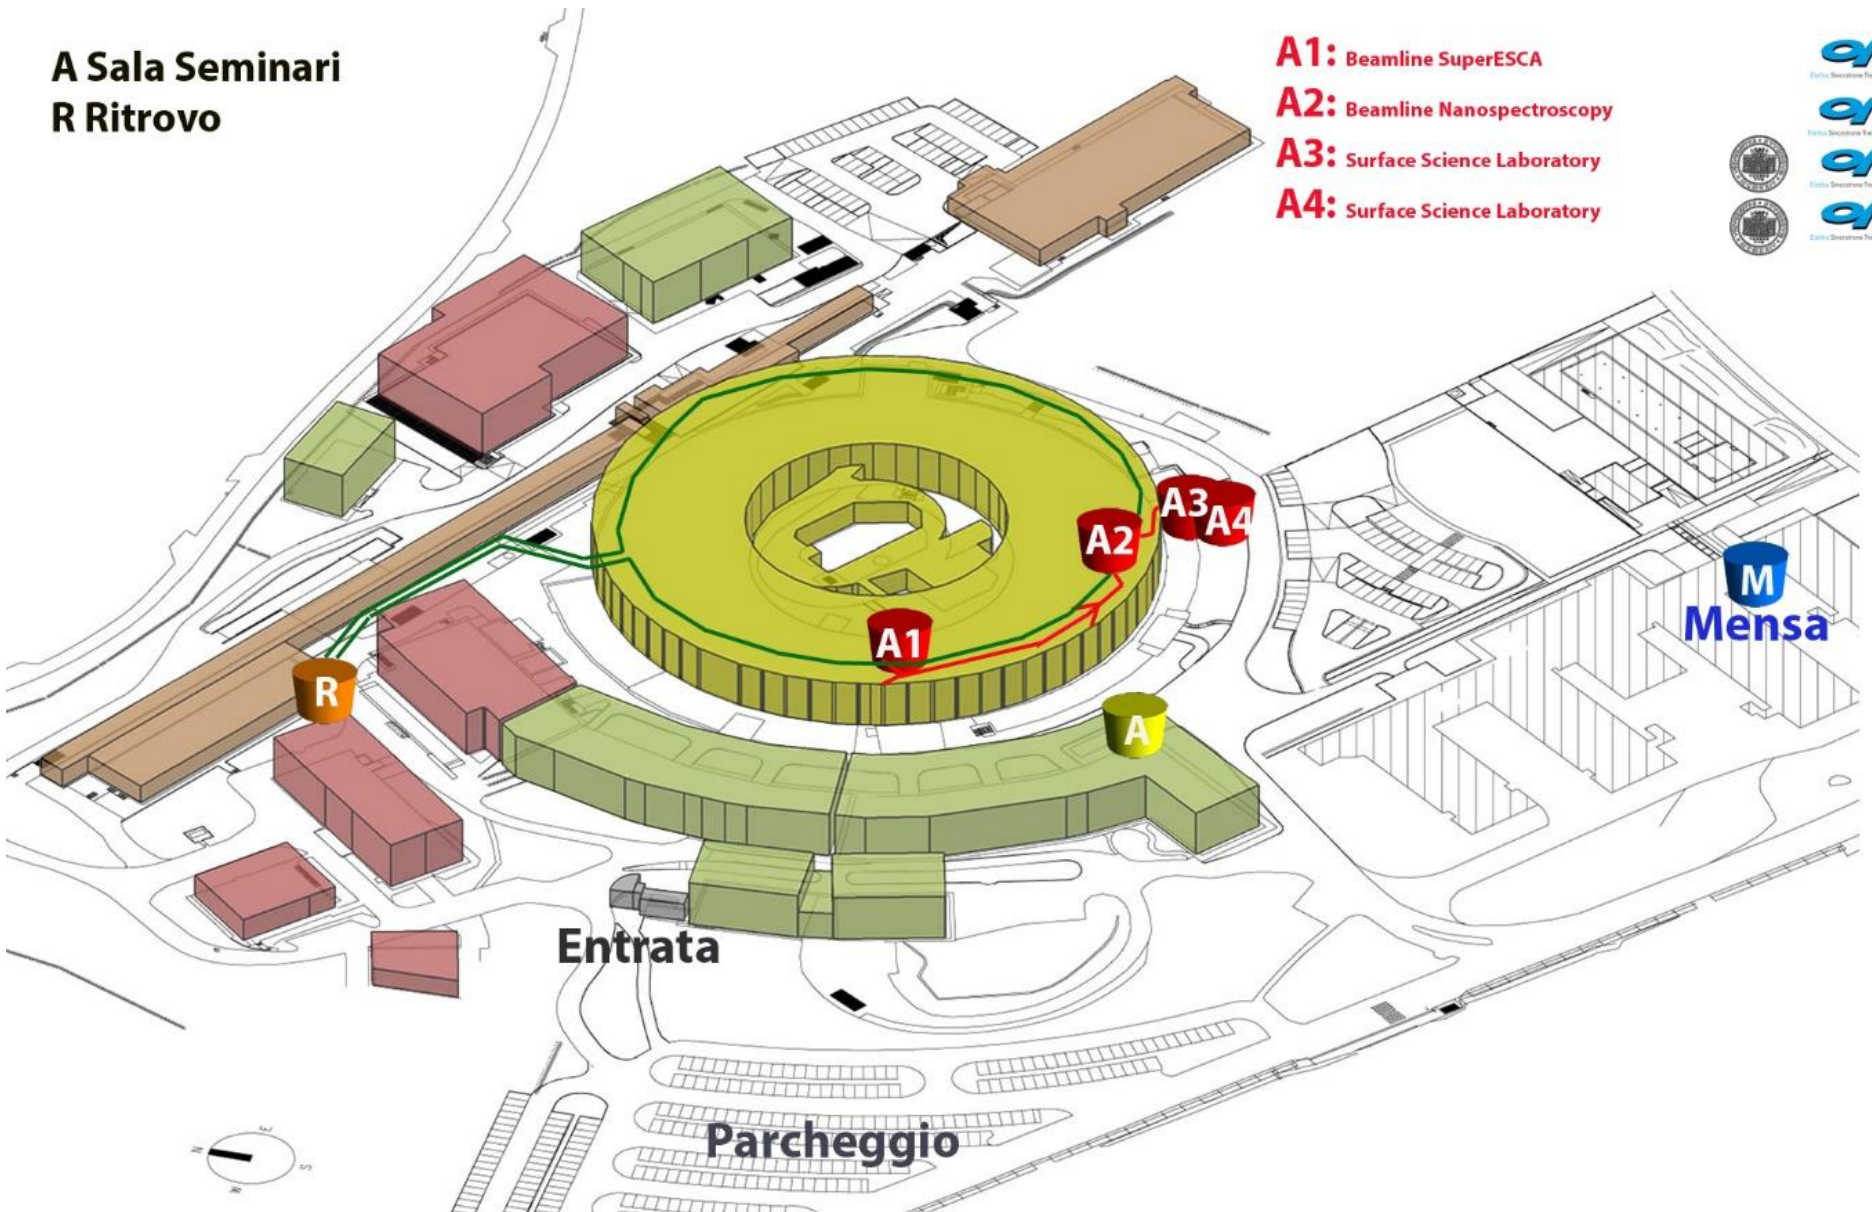 A Sala Seminari
R Ritrovo
A1: Beamline SuperESCA
A2: Beamline Nanospectroscopy
A3: Surface Science Laboratory
A4: Surface Science Laboratory
A3
A4
A2
M
Mensa
A1
R
A
Entrata
Parcheggio
E
N
S